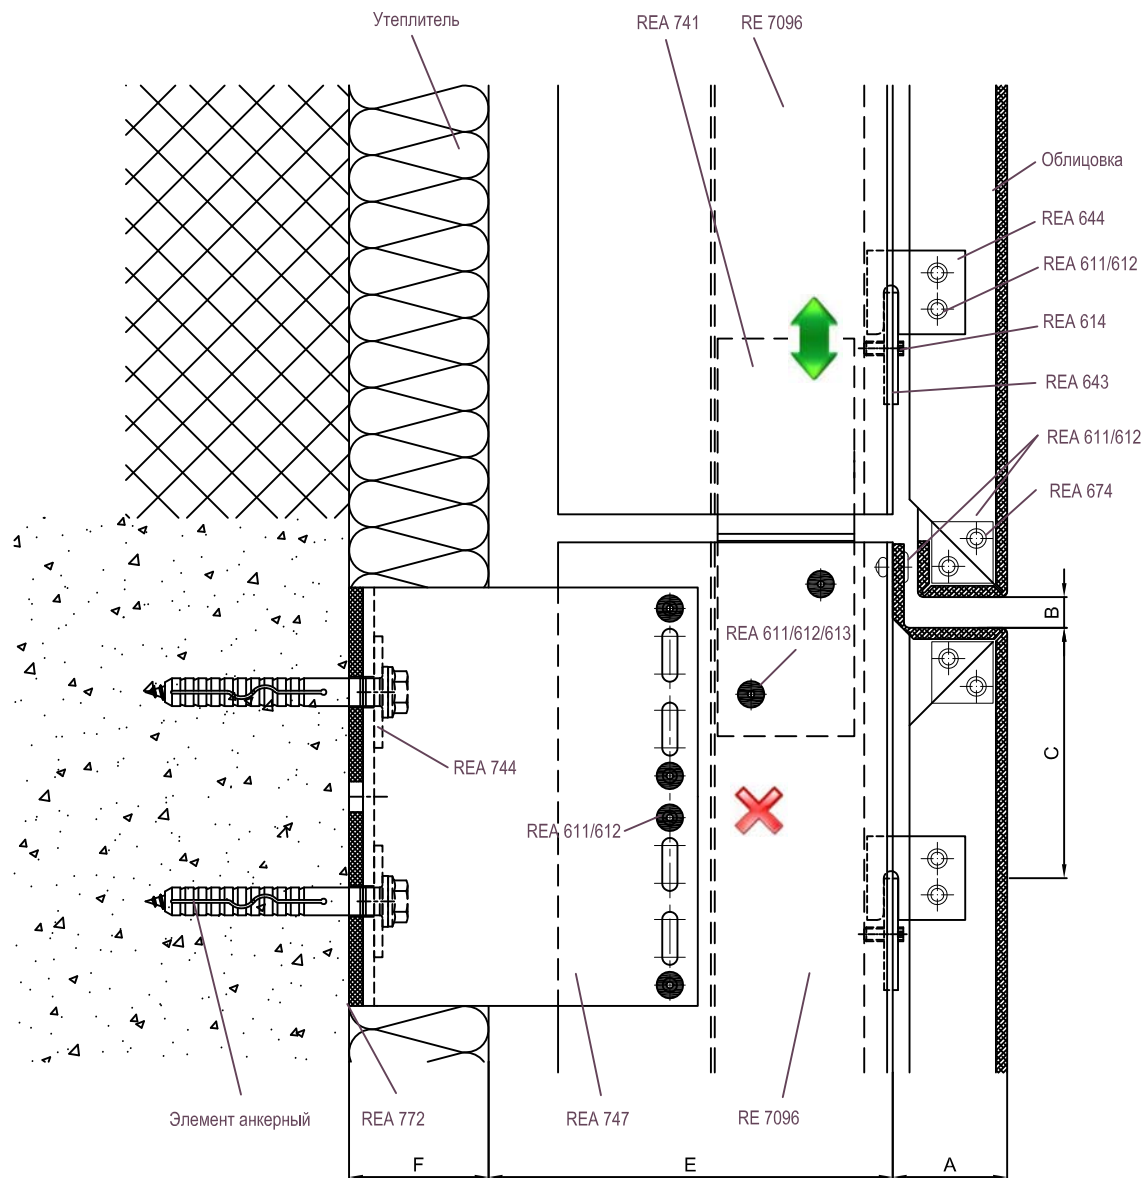 Утеплитель
REA 741
RE 7096
Облицовка
REA 644
REA 611/612
REA 614
REA 643
REA 611/612
REA 674
B
REA 611/612/613
C
REA 744
REA 611/612
Элемент анкерный
REA 772
REA 747
RE 7096
F
E
A